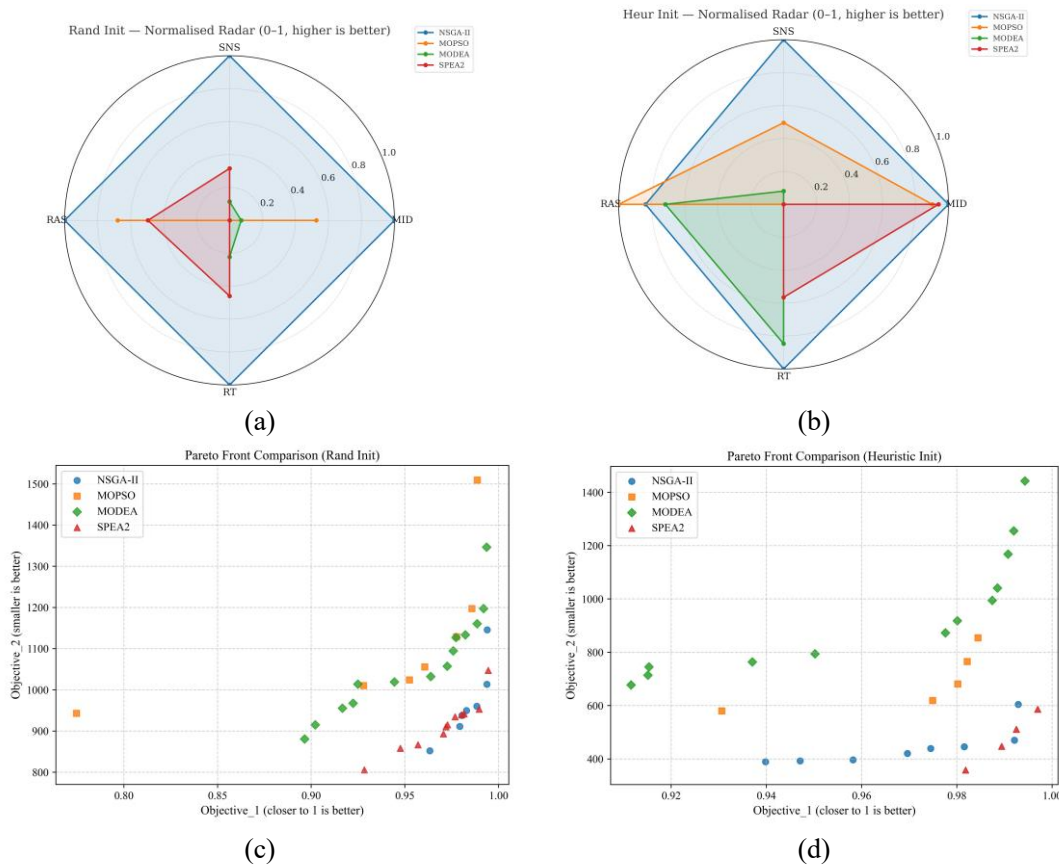 Rand Init — Normalised Radar (0–1, higher is better)
NSGA-II
MOPSO
MODEA
SPEA2
SNS
1.0
0.8
0.6
0.4
0.2
RAS
MID
RT
(a)
Heur Init — Normalised Radar (0–1, higher is better)
NSGA-II
MOPSO
MODEA
SPEA2
SNS
1.0
0.8
0.6
0.4
0.2
RAS
MID
RT
(b)
Pareto Front Comparison (Rand Init)
NSGA-II
MOPSO
MODEA
SPEA2
Objective_2 (smaller is better)
1500
1400
1300
1200
1100
1000
900
800
0.80
0.85
0.90
0.95
1.00
Objective_1 (closer to 1 is better)
(c)
Pareto Front Comparison (Heuristic Init)
NSGA-II
MOPSO
MODEA
SPEA2
Objective_2 (smaller is better)
1400
1200
1000
800
600
400
0.92
0.94
0.96
0.98
1.00
Objective_1 (closer to 1 is better)
(d)